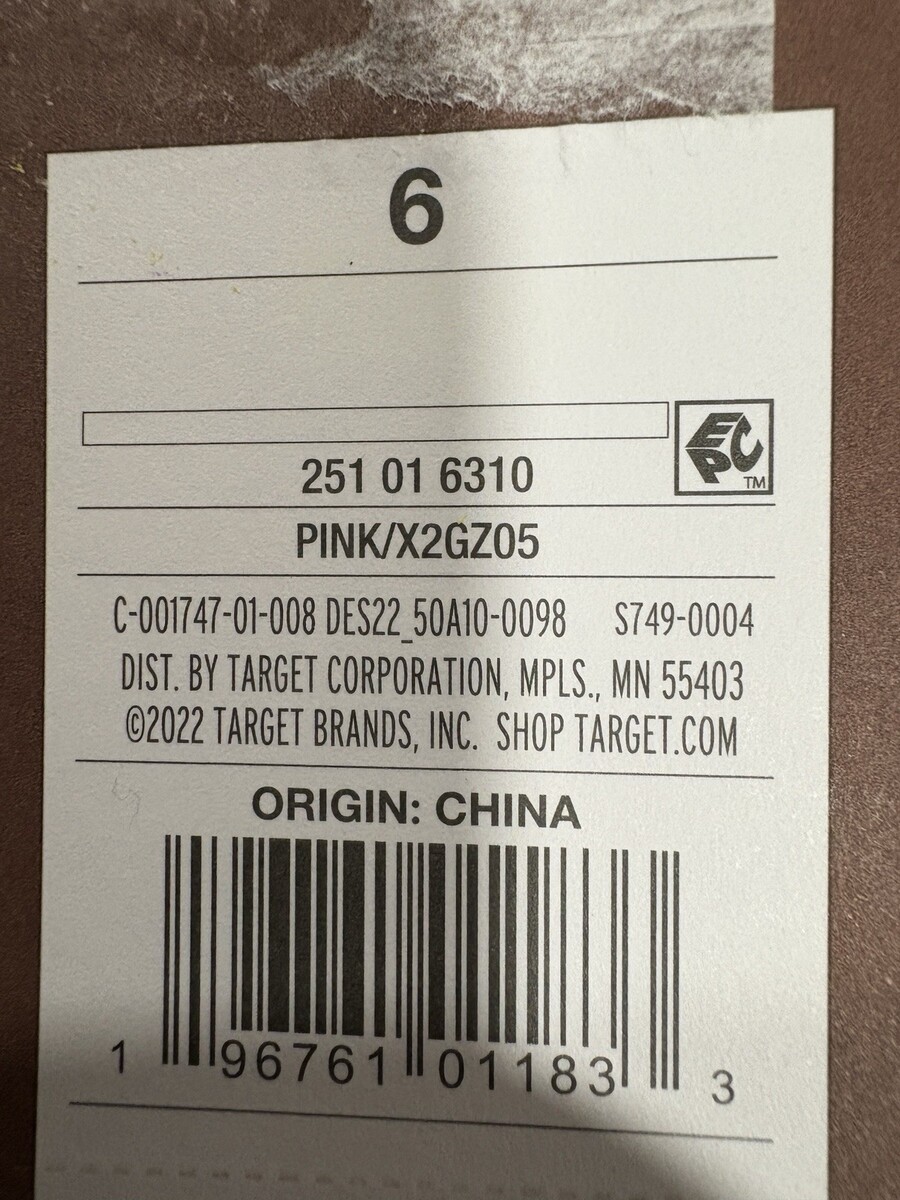 6
EPC
TM
251 01 6310
PINK/X2GZ05
C-001747-01-008 DES22_50A10-0098 S749-0004
DIST. BY TARGET CORPORATION, MPLS., MN 55403
©2022 TARGET BRANDS, INC. SHOP TARGET.COM
ORIGIN: CHINA
1 96761 01183 3